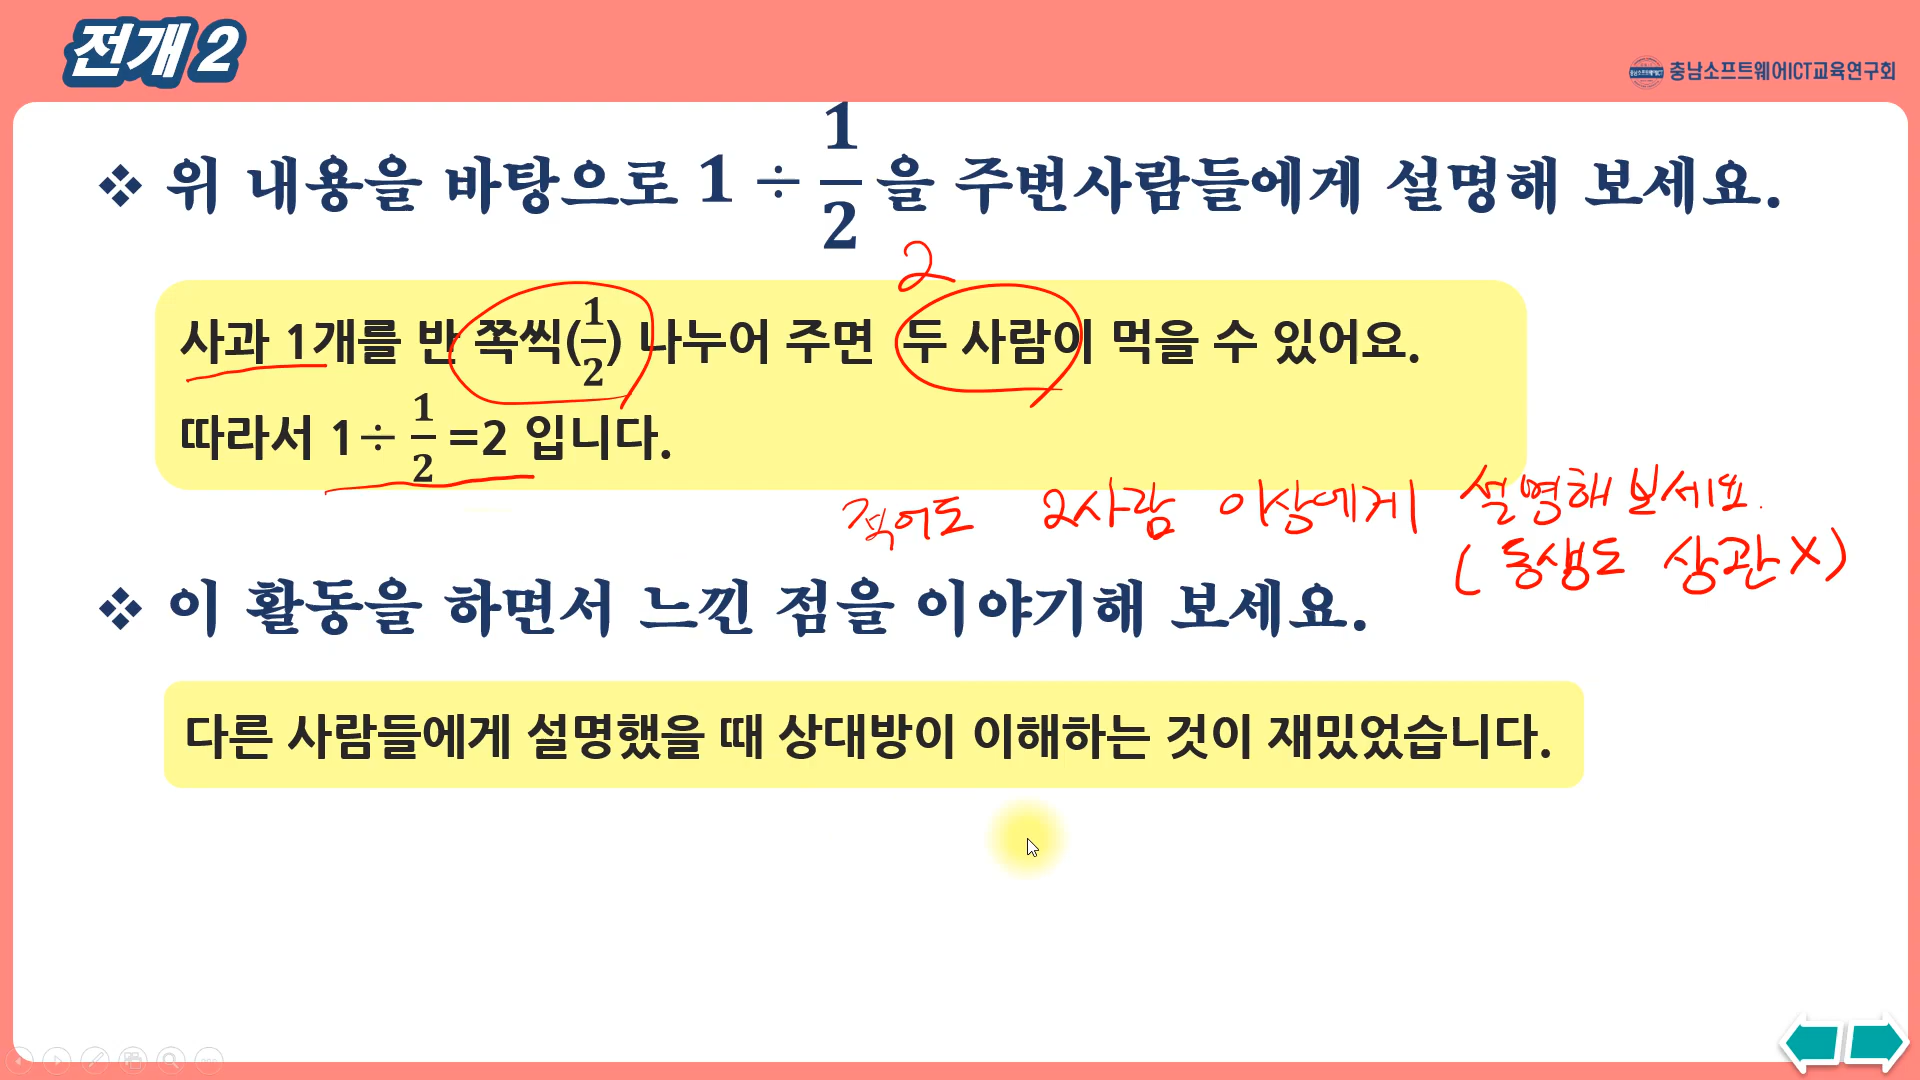 전개 2
충남소프트웨어ICT교육연구회
❖ 위 내용을 바탕으로 1 ÷ 1/2 을 주변사람들에게 설명해 보세요.
2
사과 1개를 반 쪽씩(1/2) 나누어 주면 두 사람이 먹을 수 있어요.
따라서 1÷ 1/2 =2 입니다.
적어도 2사람 이상에게 설명해보세요.
(동생도 상관X)
❖ 이 활동을 하면서 느낀 점을 이야기해 보세요.
다른 사람들에게 설명했을 때 상대방이 이해하는 것이 재밌었습니다.